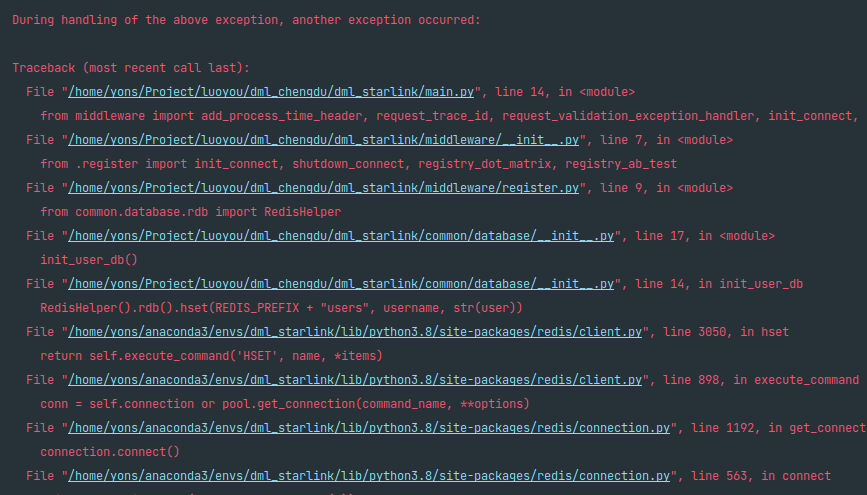 During handling of the above exception, another exception occurred:
Traceback (most recent call last):
File "/home/yons/Project/luoyou/dml_chengdu/dml_starlink/main.py", line 14, in <module>
from middleware import add_process_time_header, request_trace_id, request_validation_exception_handler, init_connect,
File "/home/yons/Project/luoyou/dml_chengdu/dml_starlink/middleware/__init__.py", line 7, in <module>
from .register import init_connect, shutdown_connect, registry_dot_matrix, registry_ab_test
File "/home/yons/Project/luoyou/dml_chengdu/dml_starlink/middleware/register.py", line 9, in <module>
from common.database.rdb import RedisHelper
File "/home/yons/Project/luoyou/dml_chengdu/dml_starlink/common/database/__init__.py", line 17, in <module>
init_user_db()
File "/home/yons/Project/luoyou/dml_chengdu/dml_starlink/common/database/__init__.py", line 14, in init_user_db
RedisHelper().rdb().hset(REDIS_PREFIX + "users", username, str(user))
File "/home/yons/anaconda3/envs/dml_starlink/lib/python3.8/site-packages/redis/client.py", line 3050, in hset
return self.execute_command('HSET', name, *items)
File "/home/yons/anaconda3/envs/dml_starlink/lib/python3.8/site-packages/redis/client.py", line 898, in execute_command
conn = self.connection or pool.get_connection(command_name, **options)
File "/home/yons/anaconda3/envs/dml_starlink/lib/python3.8/site-packages/redis/connection.py", line 1192, in get_connect
connection.connect()
File "/home/yons/anaconda3/envs/dml_starlink/lib/python3.8/site-packages/redis/connection.py", line 563, in connect